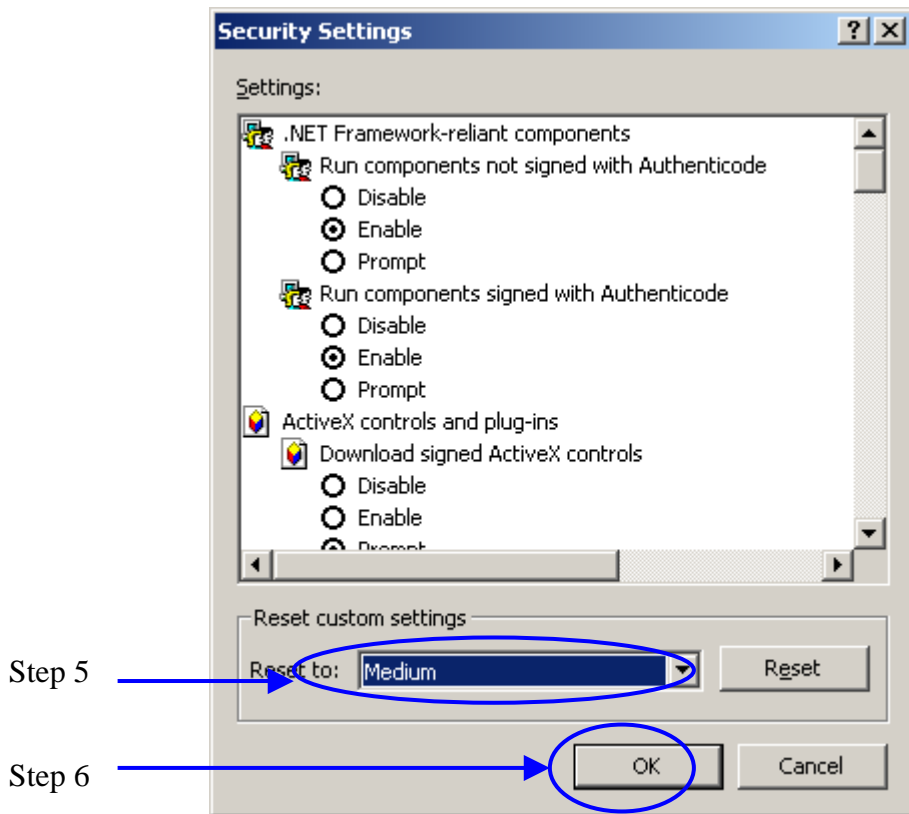 Security Settings
Settings:
.NET Framework-reliant components
Run components not signed with Authenticode
Disable
Enable
Prompt
Run components signed with Authenticode
Disable
Enable
Prompt
ActiveX controls and plug-ins
Download signed ActiveX controls
Disable
Enable
Prompt
Reset custom settings
Step 5 Reset to: Medium Reset
Step 6 OK Cancel